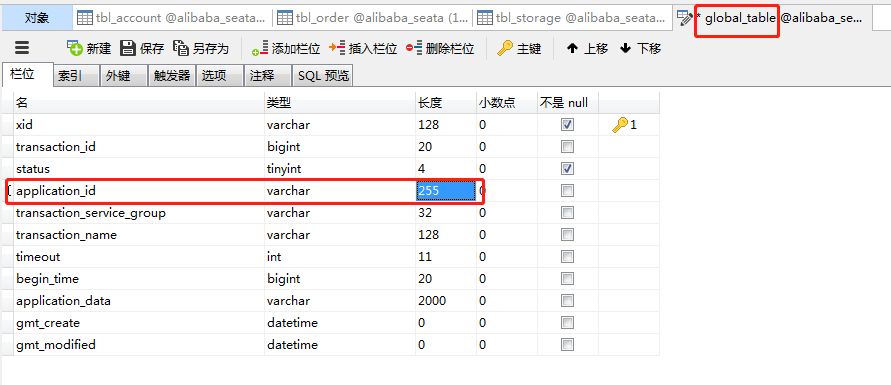 对象 tbl_account @alibaba_seata... tbl_order @alibaba_seata (1... tbl_storage @alibaba_seata... * global_table @alibaba_se...
新建 保存 另存为 添加栏位 插入栏位 删除栏位 主键 上移 下移
栏位 索引 外键 触发器 选项 注释 SQL 预览
名 类型 长度 小数点 不是 null
xid varchar 128 0 1
transaction_id bigint 20 0
status tinyint 4 0
application_id varchar 255 0
transaction_service_group varchar 32 0
transaction_name varchar 128 0
timeout int 11 0
begin_time bigint 20 0
application_data varchar 2000 0
gmt_create datetime 0 0
gmt_modified datetime 0 0